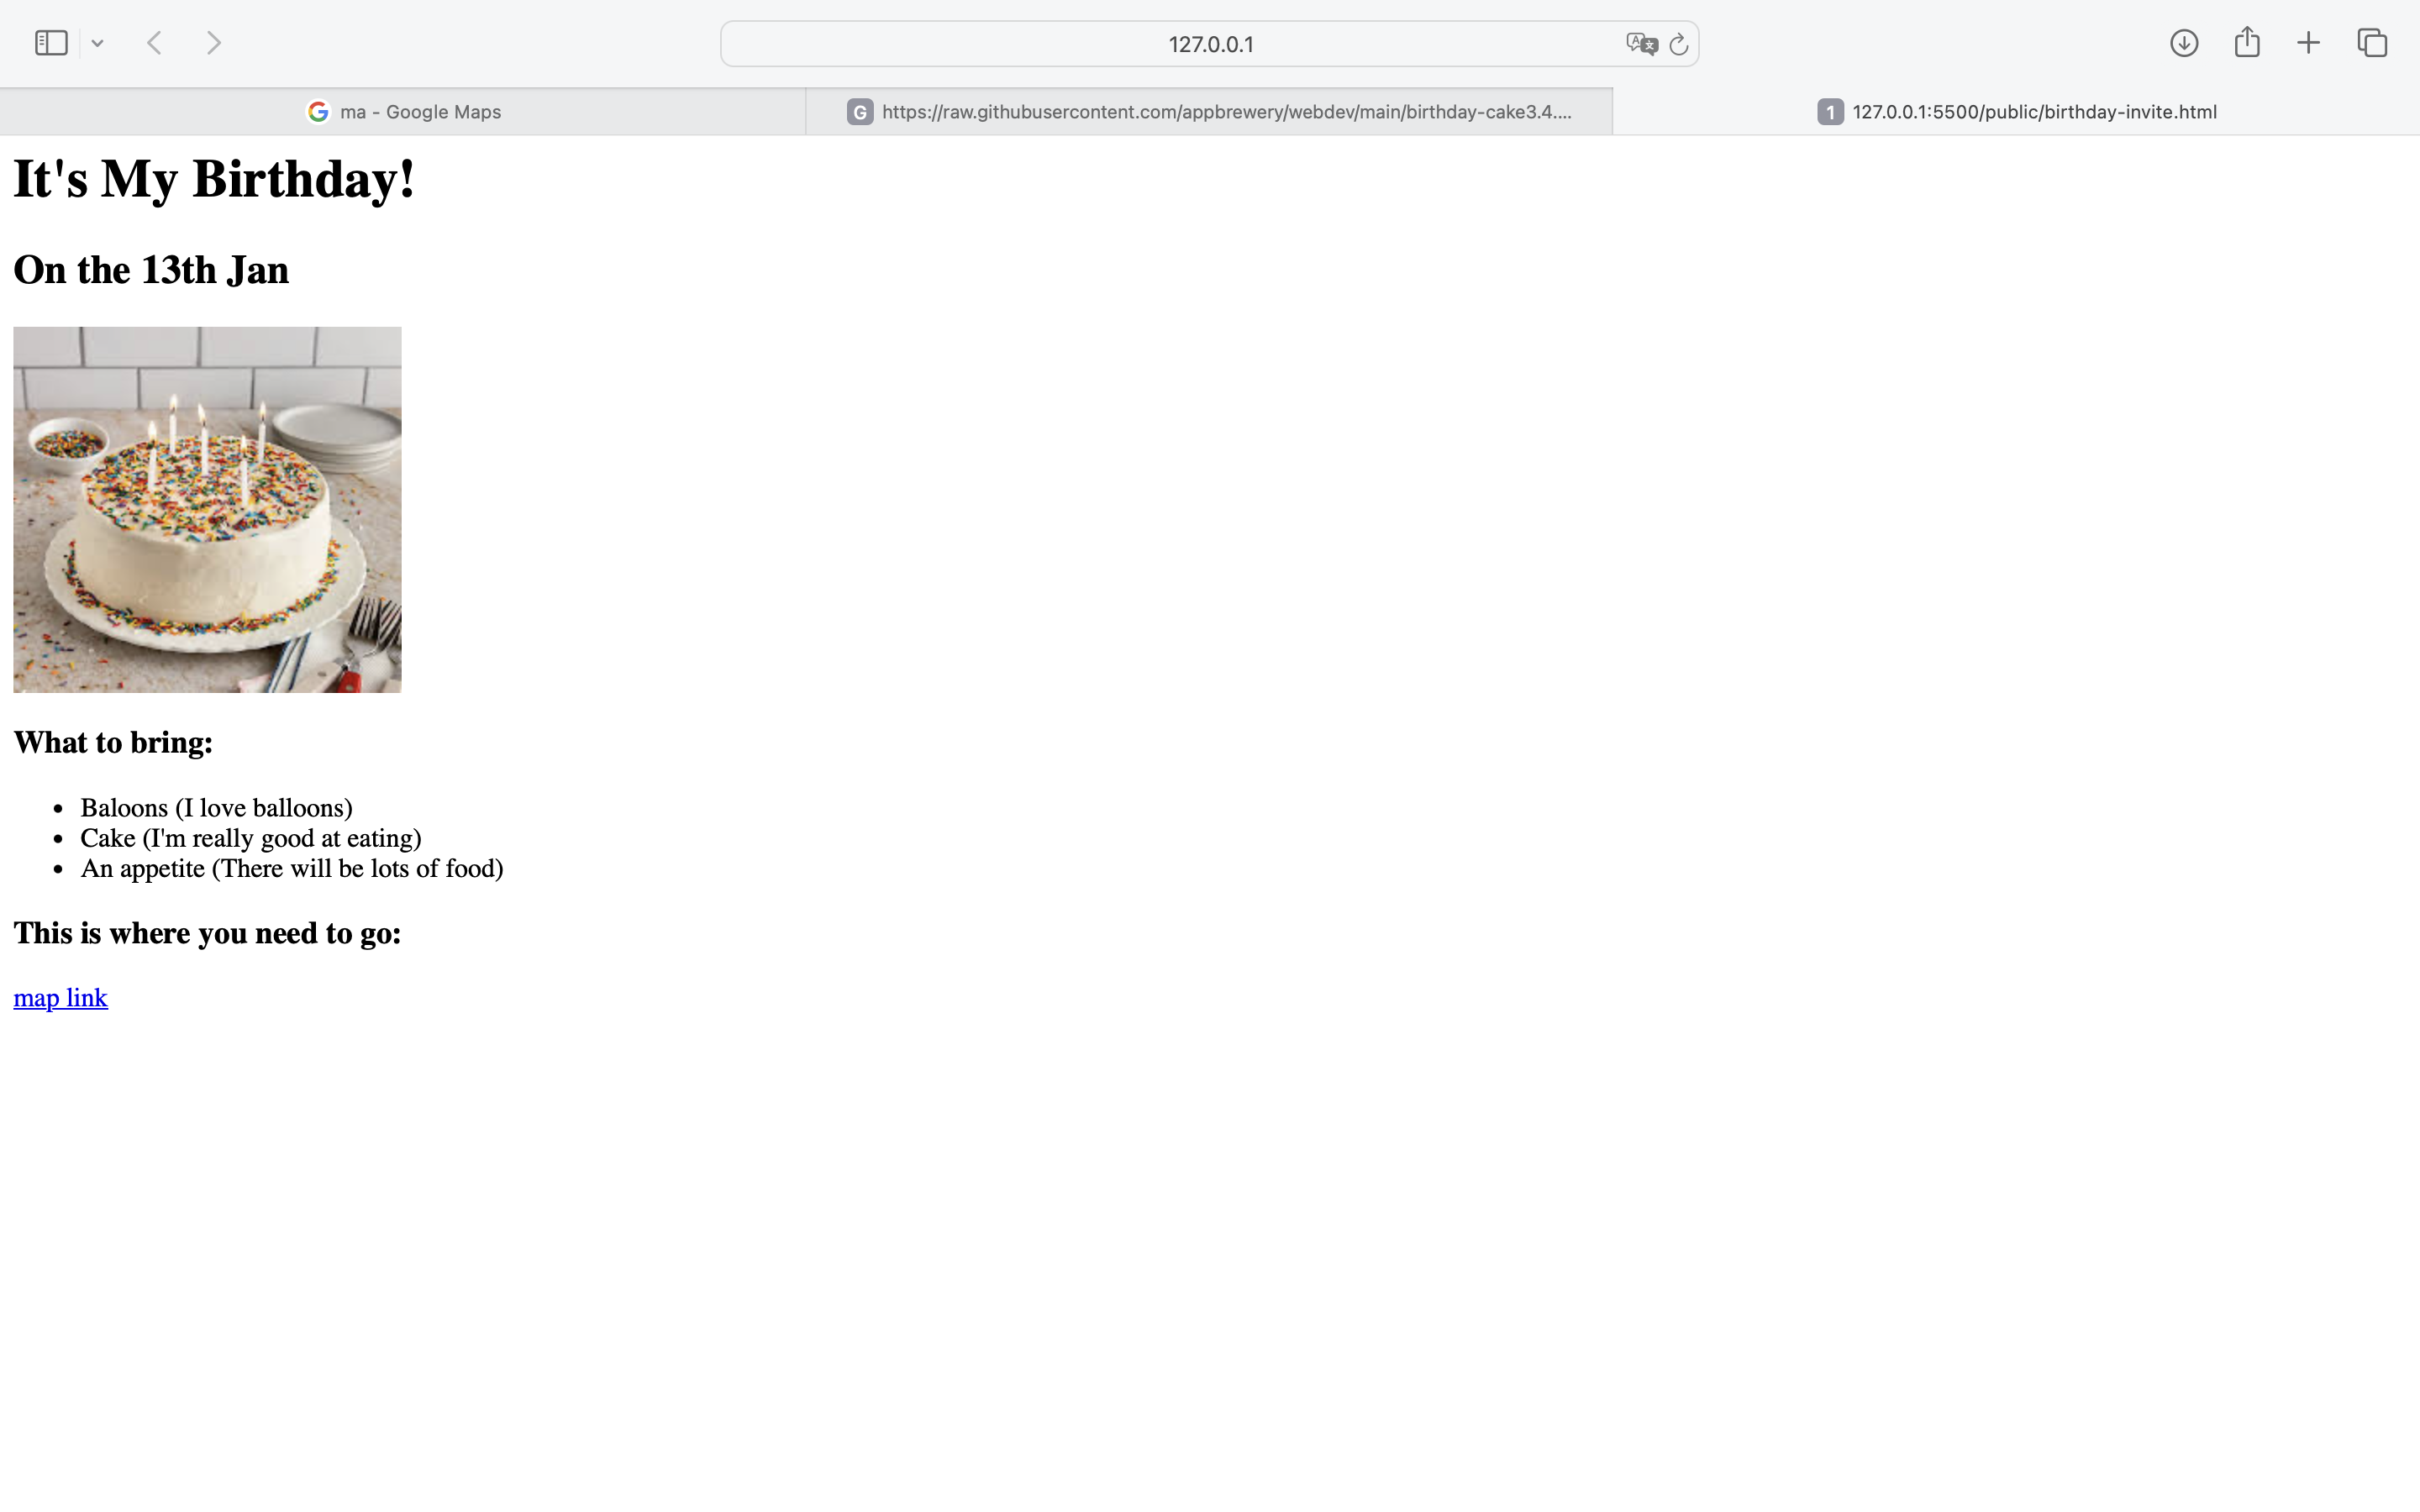 127.0.0.1
ma - Google Maps
G https://raw.githubusercontent.com/appbrewery/webdev/main/birthday-cake3.4....
1 127.0.0.1:5500/public/birthday-invite.html
It's My Birthday!
On the 13th Jan
What to bring:
• Baloons (I love balloons)
• Cake (I'm really good at eating)
• An appetite (There will be lots of food)
This is where you need to go:
map link